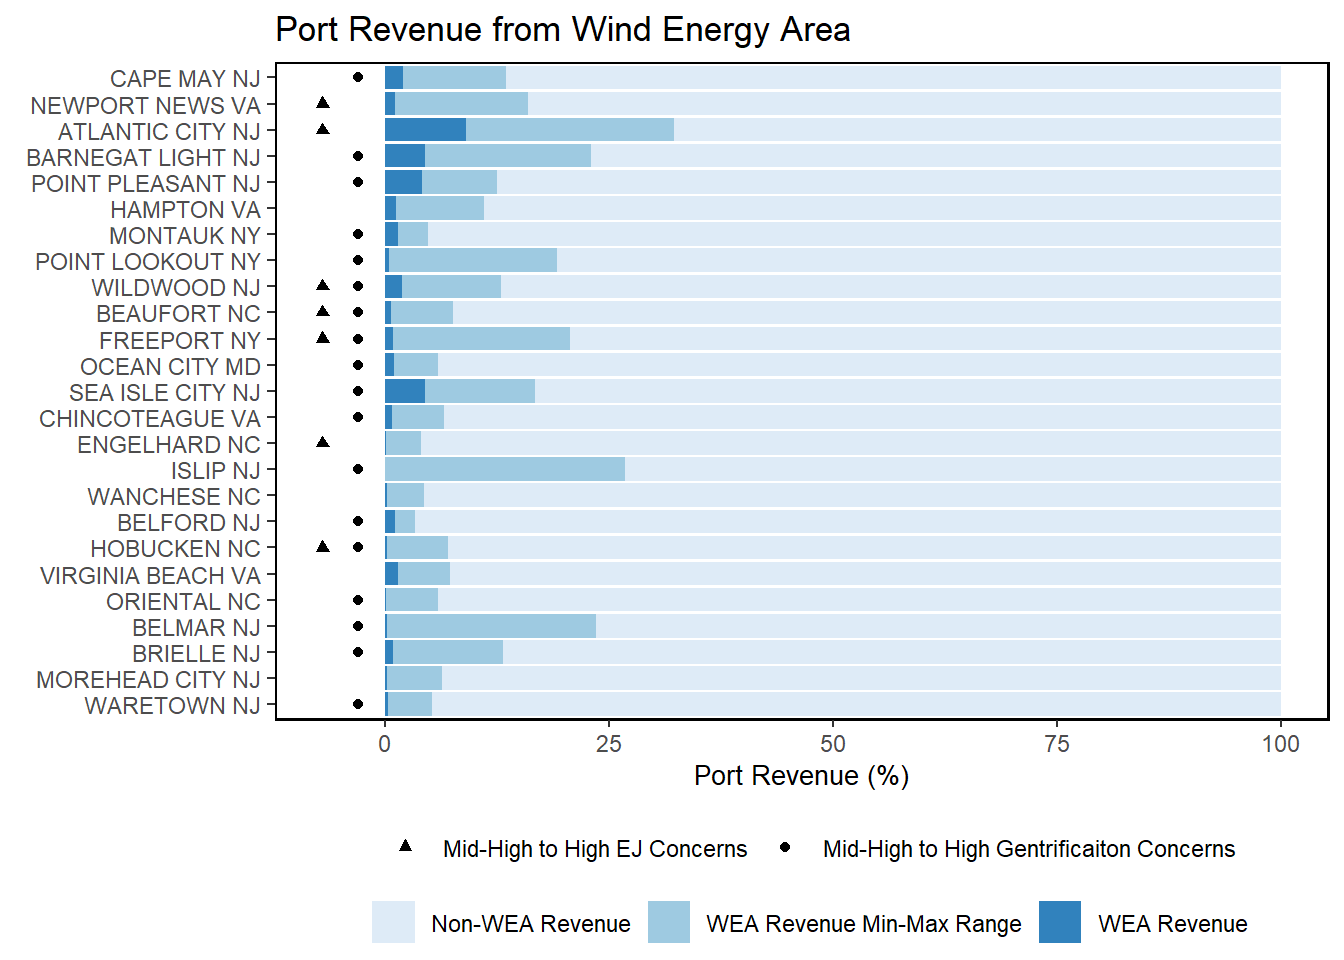 Port Revenue from Wind Energy Area
CAPE MAY NJ
NEWPORT NEWS VA
ATLANTIC CITY NJ
BARNEGAT LIGHT NJ
POINT PLEASANT NJ
HAMPTON VA
MONTAUK NY
POINT LOOKOUT NY
WILDWOOD NJ
BEAUFORT NC
FREEPORT NY
OCEAN CITY MD
SEA ISLE CITY NJ
CHINCOTEAGUE VA
ENGELHARD NC
ISLIP NJ
WANCHESE NC
BELFORD NJ
HOBUCKEN NC
VIRGINIA BEACH VA
ORIENTAL NC
BELMAR NJ
BRIELLE NJ
MOREHEAD CITY NJ
WARETOWN NJ
0 25 50 75 100
Port Revenue (%)
Mid-High to High EJ Concerns Mid-High to High Gentrificaiton Concerns
Non-WEA Revenue WEA Revenue Min-Max Range WEA Revenue